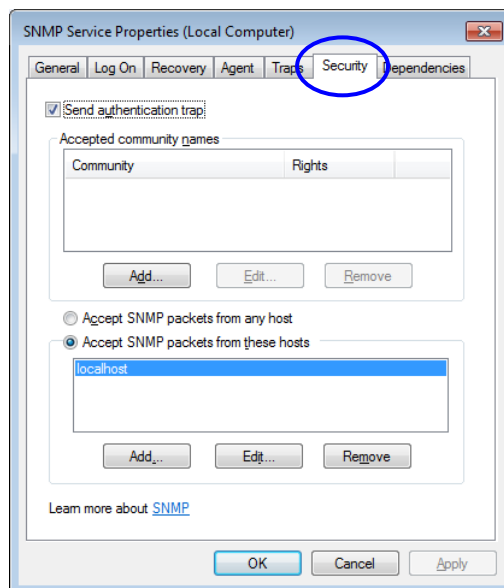 SNMP Service Properties (Local Computer)
General Log On Recovery Agent Traps Security Dependencies
Send authentication trap
Accepted community names
Community Rights
Add... Edit... Remove
Accept SNMP packets from any host
Accept SNMP packets from these hosts
localhost
Add... Edit... Remove
Learn more about SNMP
OK Cancel Apply